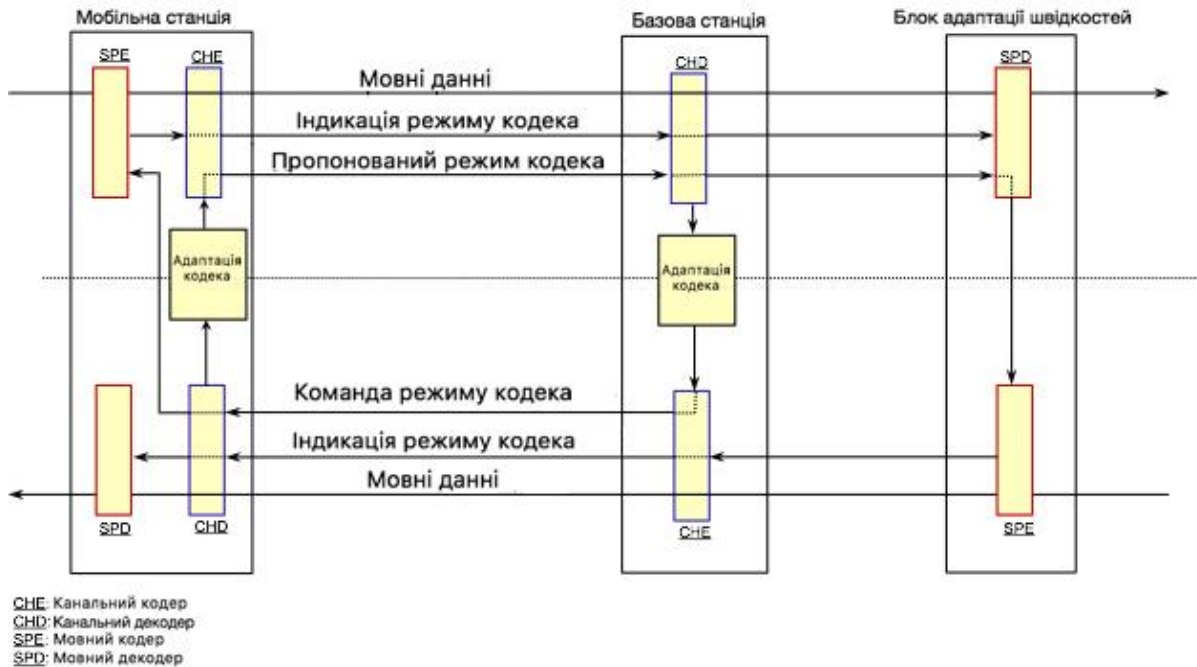 Мобільна станція
Базова станція
Блок адаптації швідкостей
SPE
CHE
CHD
SPD
Мовні данні
Індикація режиму кодека
Пропонований режим кодека
Адаптація
кодека
Адаптація
кодека
Команда режиму кодека
Індикація режиму кодека
Мовні данні
SPD
CHD
CHE
SPE
CHE: Канальний кодер
CHD: Канальний декодер
SPE: Мовний кодер
SPD: Мовний декодер